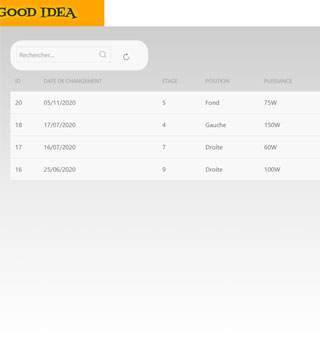 GOOD IDEA
Rechercher...
ID DATE DE CHANGEMENT ÉTAGE POSITION PUISSANCE
20 05/11/2020 5 Fond 75W
18 17/07/2020 4 Gauche 150W
17 16/07/2020 7 Droite 60W
16 25/06/2020 9 Droite 100W